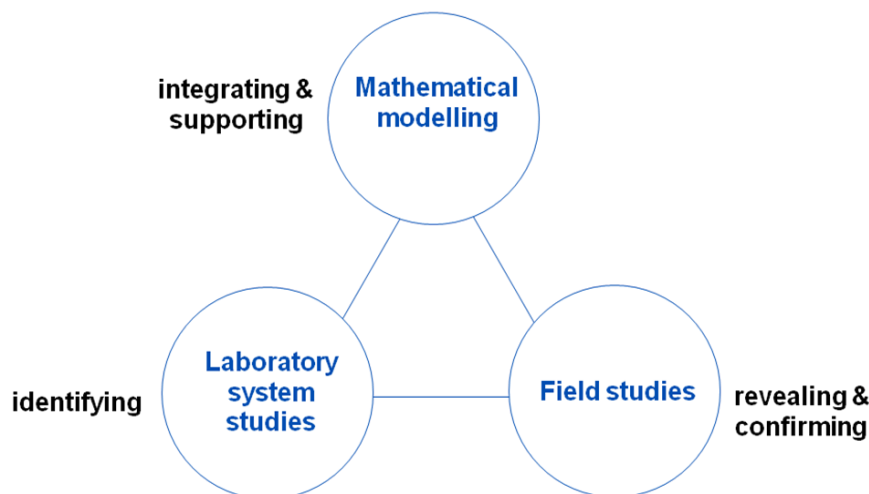 integrating &
supporting
Mathematical
modelling
identifying
Laboratory
system
studies
Field studies
revealing &
confirming